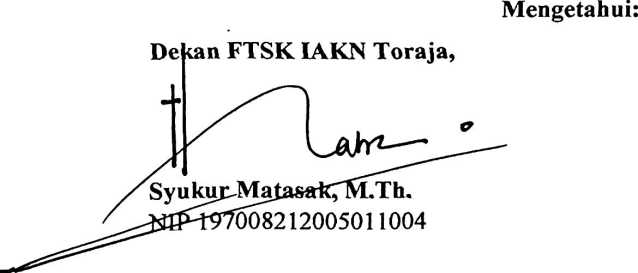 Mengetahui:
Dekan FTSK IAKN Toraja,
Syukur Matasak, M.Th.
NIP 197008212005011004